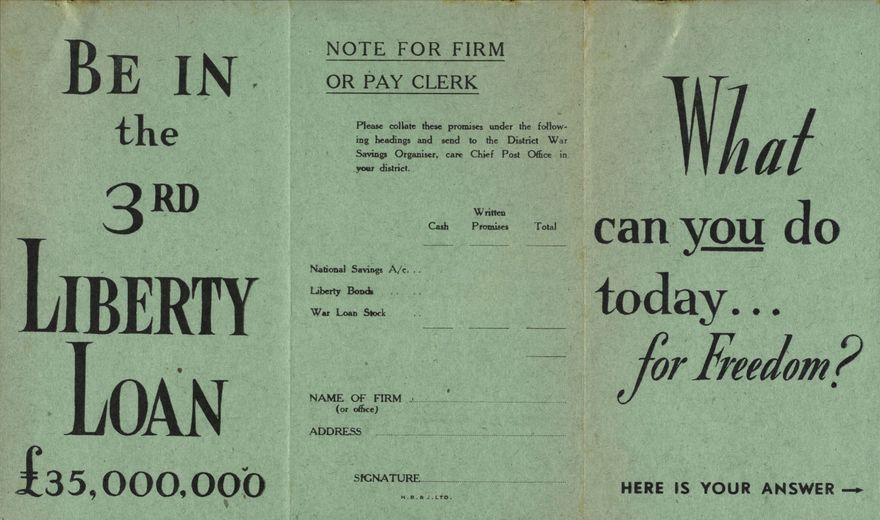 BE IN
the
3RD
LIBERTY
LOAN
£35,000,000
NOTE FOR FIRM
OR PAY CLERK
Please collate these promises under the follow-
ing headings and send to the District War
Savings Organiser, care Chief Post Office in
your district.
Written
Cash Promises Total
National Savings A/c. . .
Liberty Bonds . . . .
War Loan Stock . .
NAME OF FIRM
(or office)
ADDRESS
SIGNATURE
H. B. & J. LTD.
What
can you do
today...
for Freedom?
HERE IS YOUR ANSWER →